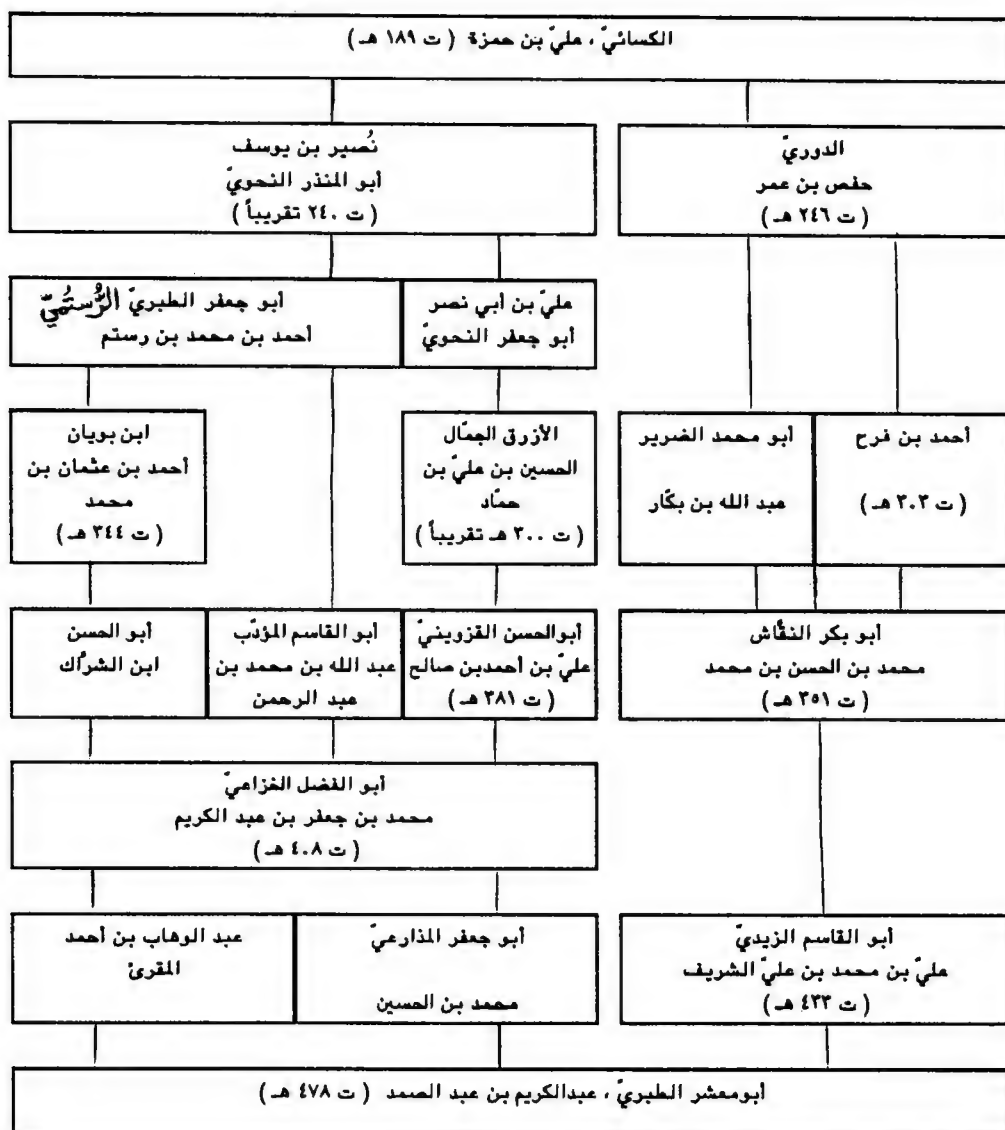 الكسائيّ ، عليّ بن حمزة ( ت ١٨٩ هـ )
الدوريّ
حفص بن عمر
( ت ٢٤٦ هـ )
نُصير بن يوسف
أبو المنذر النحويّ
( ت ٢٤٠ تقريباً )
عليّ بن أبي نصر
أبو جعفر النحويّ
أبو جعفر الطبريّ الرُّستُميّ
أحمد بن محمد بن رستم
أحمد بن فرح
( ت ٣٠٣ هـ )
أبو محمد الضرير
عبد الله بن بكّار
الأزرق الجمّال
الحسين بن عليّ بن
حمّاد
( ت ٣٠٠ هـ تقريباً )
ابن بويان
أحمد بن عثمان بن
محمد
( ت ٣٤٤ هـ )
أبو بكر النقّاش
محمد بن الحسن بن محمد
( ت ٣٥١ هـ )
أبوالحسن القزوينيّ
عليّ بن أحمدبن صالح
( ت ٣٨١ هـ )
أبو القاسم المؤدّب
عبد الله بن محمد بن
عبد الرحمن
أبو الحسن
ابن الشرّاك
أبو الفضل الخزاعيّ
محمد بن جعفر بن عبد الكريم
( ت ٤٠٨ هـ )
أبو القاسم الزيديّ
عليّ بن محمد بن عليّ الشريف
( ت ٤٣٣ هـ )
أبو جعفر المذارعيّ
محمد بن الحسين
عبد الوهاب بن أحمد
المقرئ
أبومعشر الطبريّ ، عبدالكريم بن عبد الصمد ( ت ٤٧٨ هـ )